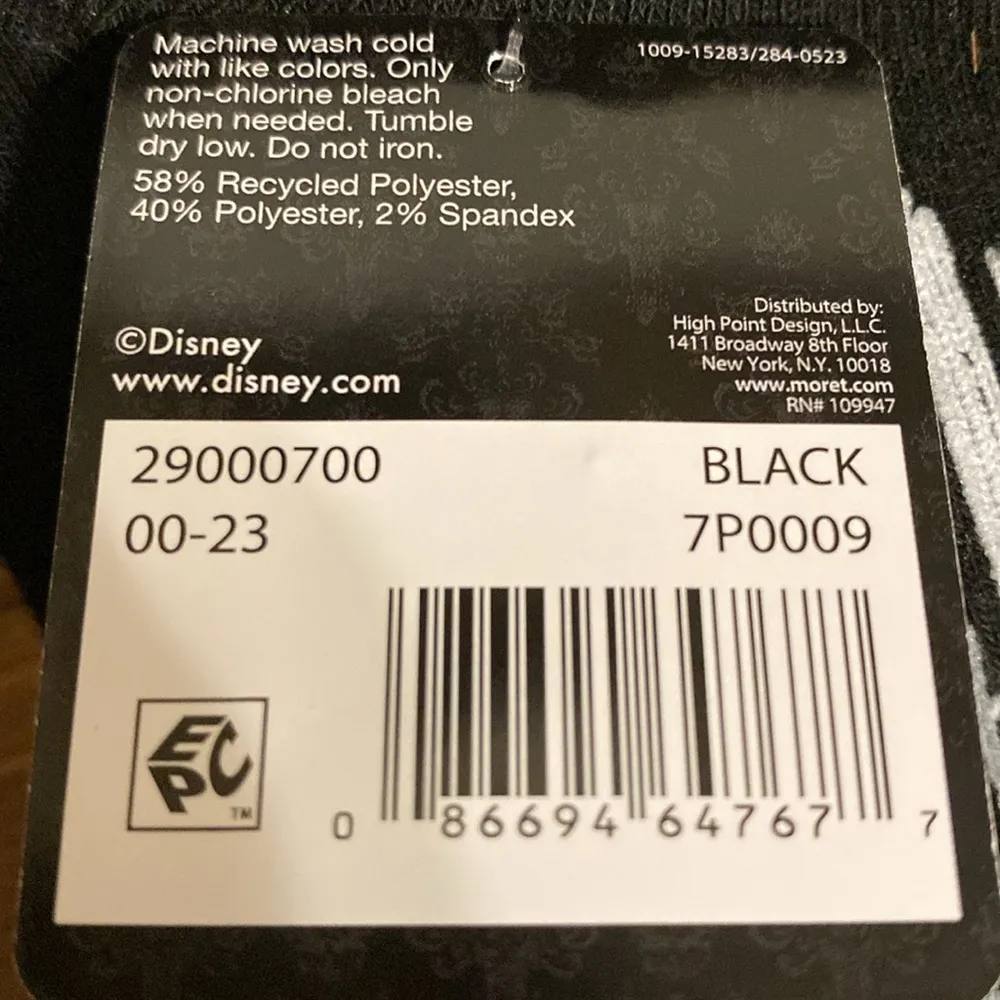 Machine wash cold
with like colors. Only
non-chlorine bleach
when needed. Tumble
dry low. Do not iron.
58% Recycled Polyester,
40% Polyester, 2% Spandex
1009-15283/284-0523
©Disney
www.disney.com
Distributed by:
High Point Design, L.L.C.
1411 Broadway 8th Floor
New York, N.Y. 10018
www.moret.com
RN# 109947
29000700 BLACK
00-23 7P0009
EPC
TM
0 86694 64767 7